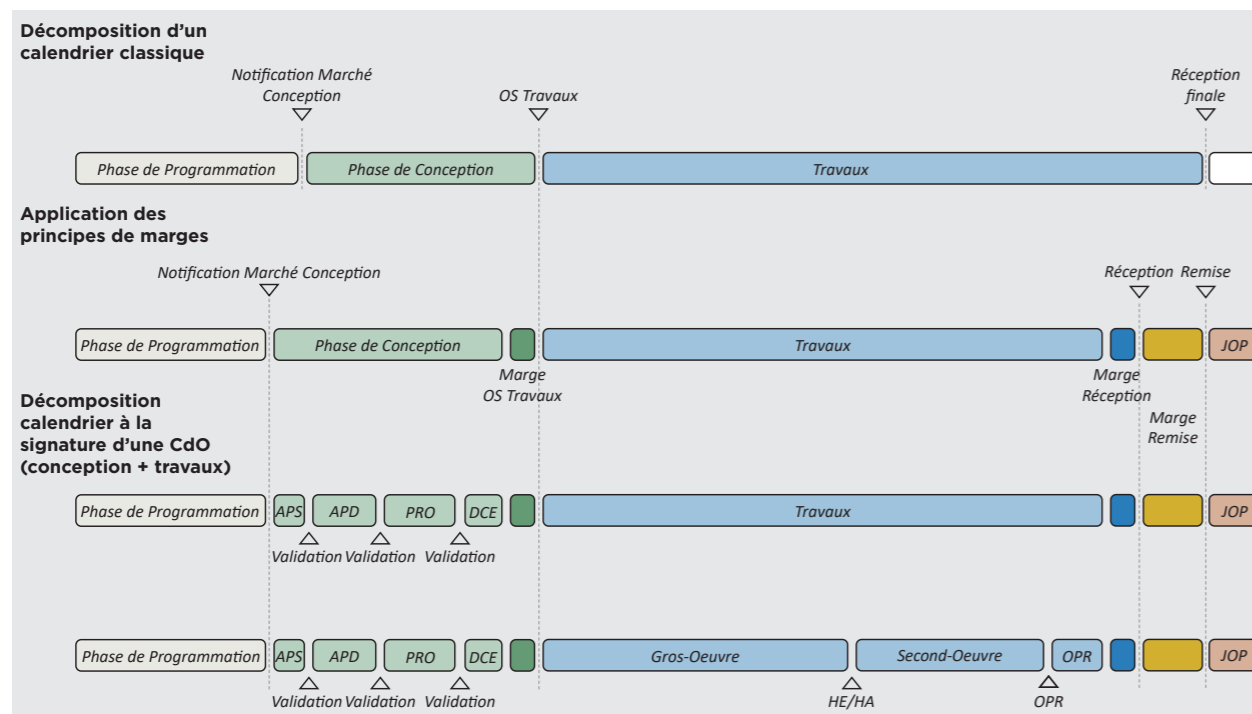 Décomposition d'un
calendrier classique
Notification Marché
Conception
OS Travaux
Réception
finale
Phase de Programmation
Phase de Conception
Travaux
Application des
principes de marges
Notification Marché Conception
Réception
Remise
Phase de Programmation
Phase de Conception
Travaux
JOP
Marge
OS Travaux
Marge
Réception
Marge
Remise
Décomposition
calendrier à la
signature d'une CdO
(conception + travaux)
Phase de Programmation
APS
APD
PRO
DCE
Travaux
JOP
Validation
Validation
Validation
Phase de Programmation
APS
APD
PRO
DCE
Gros-Oeuvre
Second-Oeuvre
OPR
JOP
Validation
Validation
Validation
HE/HA
OPR